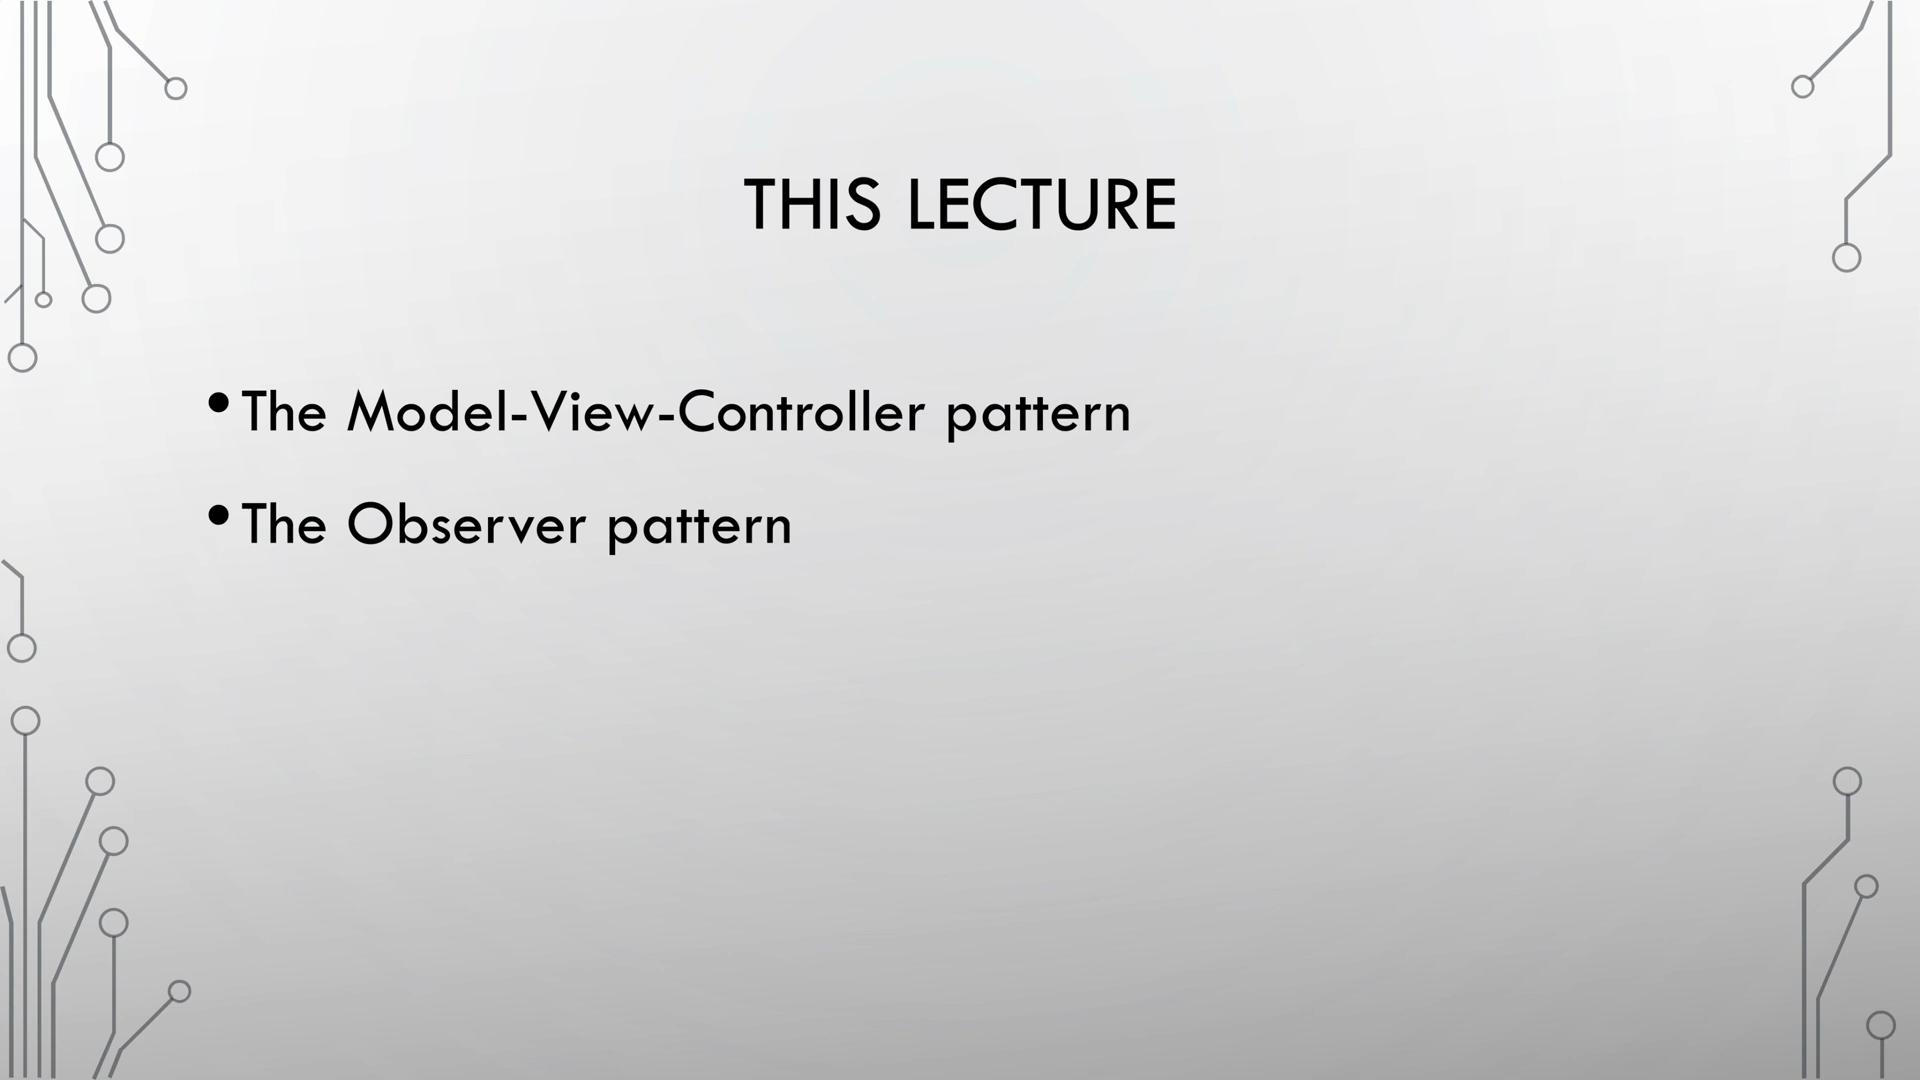 THIS LECTURE
• The Model-View-Controller pattern
• The Observer pattern